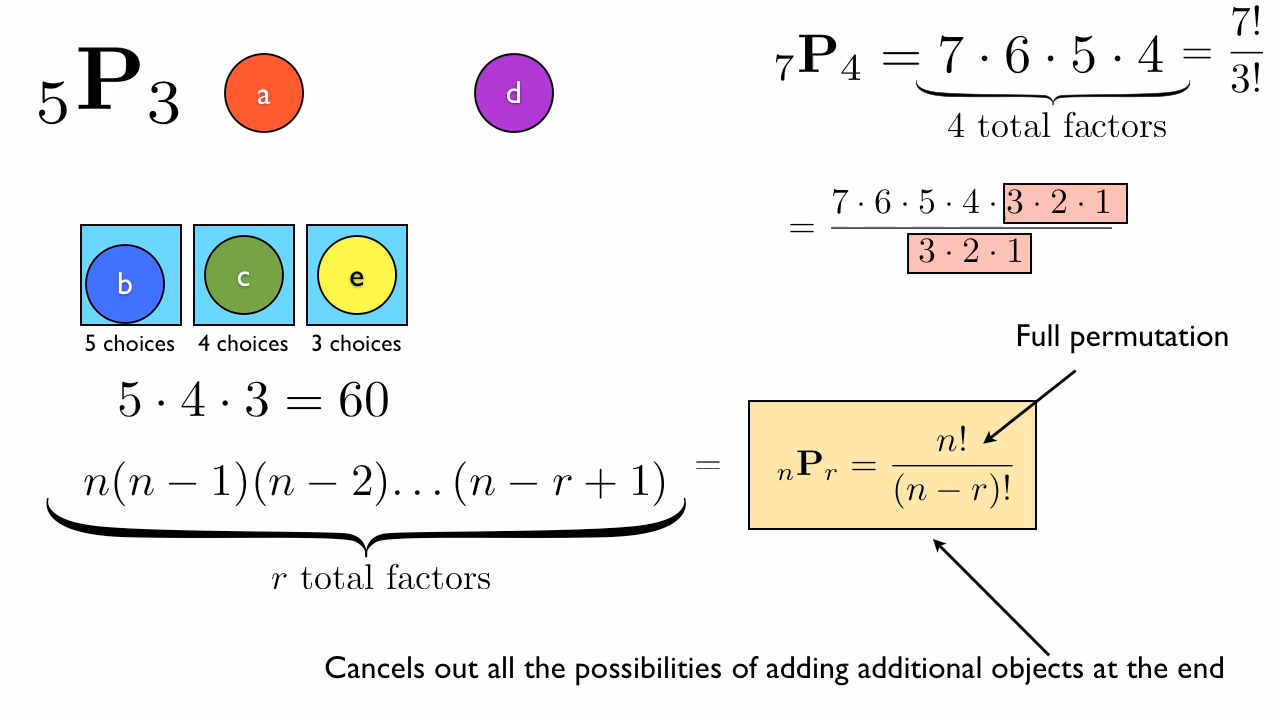 ₅P₃ a d
b c e
5 choices 4 choices 3 choices
5 · 4 · 3 = 60
n(n − 1)(n − 2)...(n − r + 1) =
r total factors
₇P₄ = 7 · 6 · 5 · 4 = 7!/3!
4 total factors
= 7 · 6 · 5 · 4 · 3 · 2 · 1
3 · 2 · 1
Full permutation
ₙPᵣ = n!/(n − r)!
Cancels out all the possibilities of adding additional objects at the end